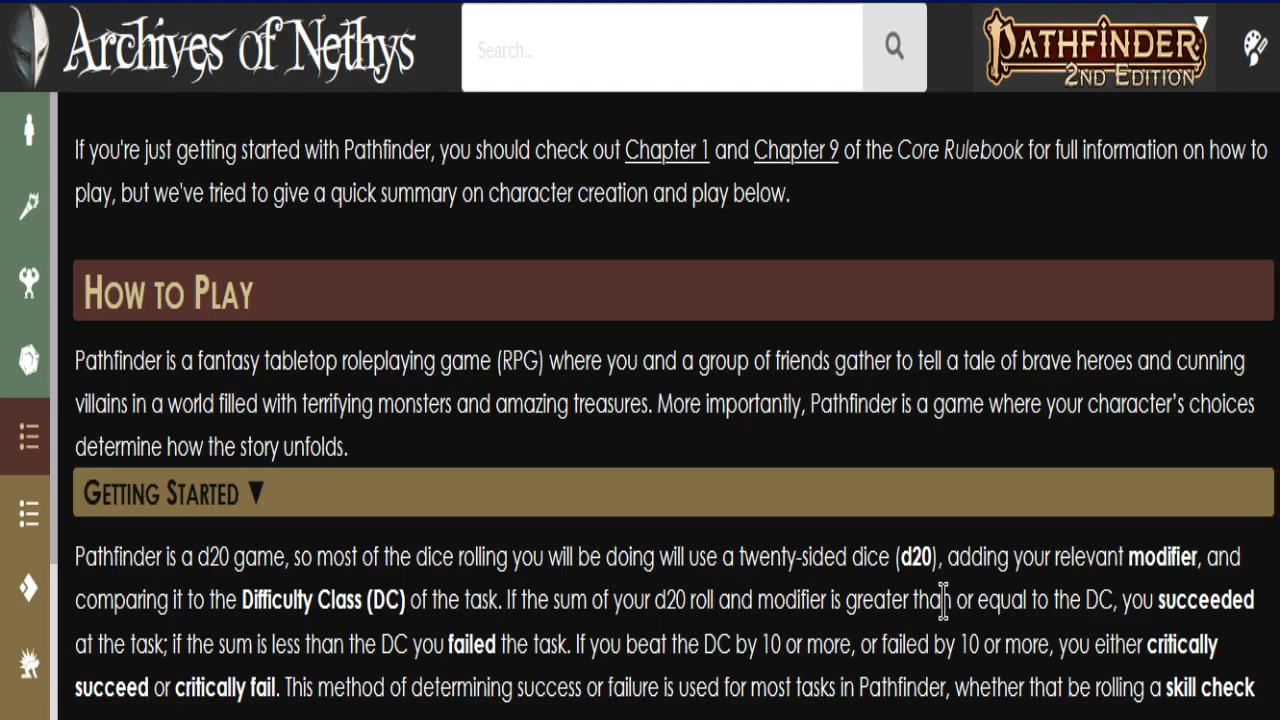 Archives of Nethys
Search...
PATHFINDER
2ND EDITION
If you're just getting started with Pathfinder, you should check out Chapter 1 and Chapter 9 of the Core Rulebook for full information on how to
play, but we've tried to give a quick summary on character creation and play below.
How to Play
Pathfinder is a fantasy tabletop roleplaying game (RPG) where you and a group of friends gather to tell a tale of brave heroes and cunning
villains in a world filled with terrifying monsters and amazing treasures. More importantly, Pathfinder is a game where your character's choices
determine how the story unfolds.
Getting Started ▼
Pathfinder is a d20 game, so most of the dice rolling you will be doing will use a twenty-sided dice (d20), adding your relevant modifier, and
comparing it to the Difficulty Class (DC) of the task. If the sum of your d20 roll and modifier is greater than or equal to the DC, you succeeded
at the task; if the sum is less than the DC you failed the task. If you beat the DC by 10 or more, or failed by 10 or more, you either critically
succeed or critically fail. This method of determining success or failure is used for most tasks in Pathfinder, whether that be rolling a skill check